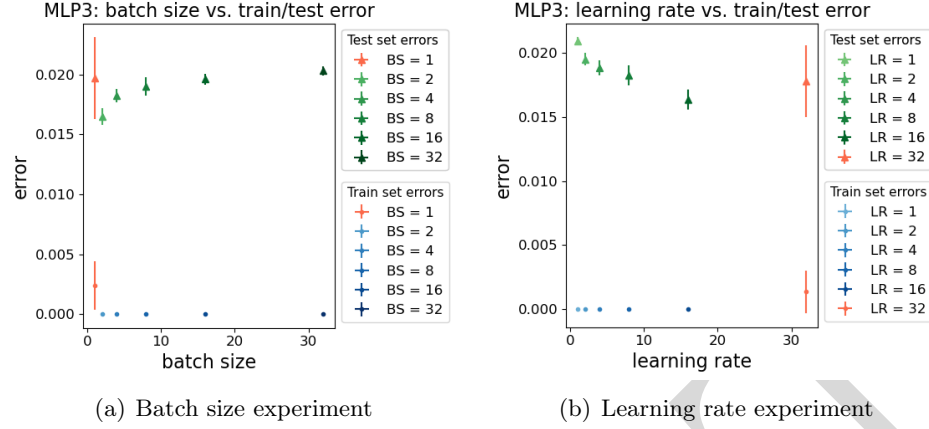 MLP3: batch size vs. train/test error
0.020
0.015
0.010
0.005
0.000
error
0 10 20 30
batch size
Test set errors
BS = 1
BS = 2
BS = 4
BS = 8
BS = 16
BS = 32
Train set errors
BS = 1
BS = 2
BS = 4
BS = 8
BS = 16
BS = 32
(a) Batch size experiment
MLP3: learning rate vs. train/test error
0.020
0.015
0.010
0.005
0.000
error
0 10 20 30
learning rate
Test set errors
LR = 1
LR = 2
LR = 4
LR = 8
LR = 16
LR = 32
Train set errors
LR = 1
LR = 2
LR = 4
LR = 8
LR = 16
LR = 32
(b) Learning rate experiment